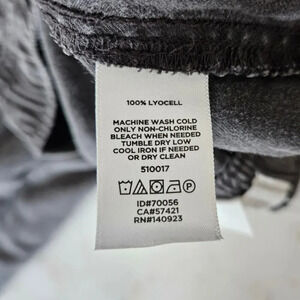 100% LYOCELL
MACHINE WASH COLD
ONLY NON-CHLORINE
BLEACH WHEN NEEDED
TUMBLE DRY LOW
COOL IRON IF NEEDED
OR DRY CLEAN
510017
ID#70056
CA#57421
RN#140923